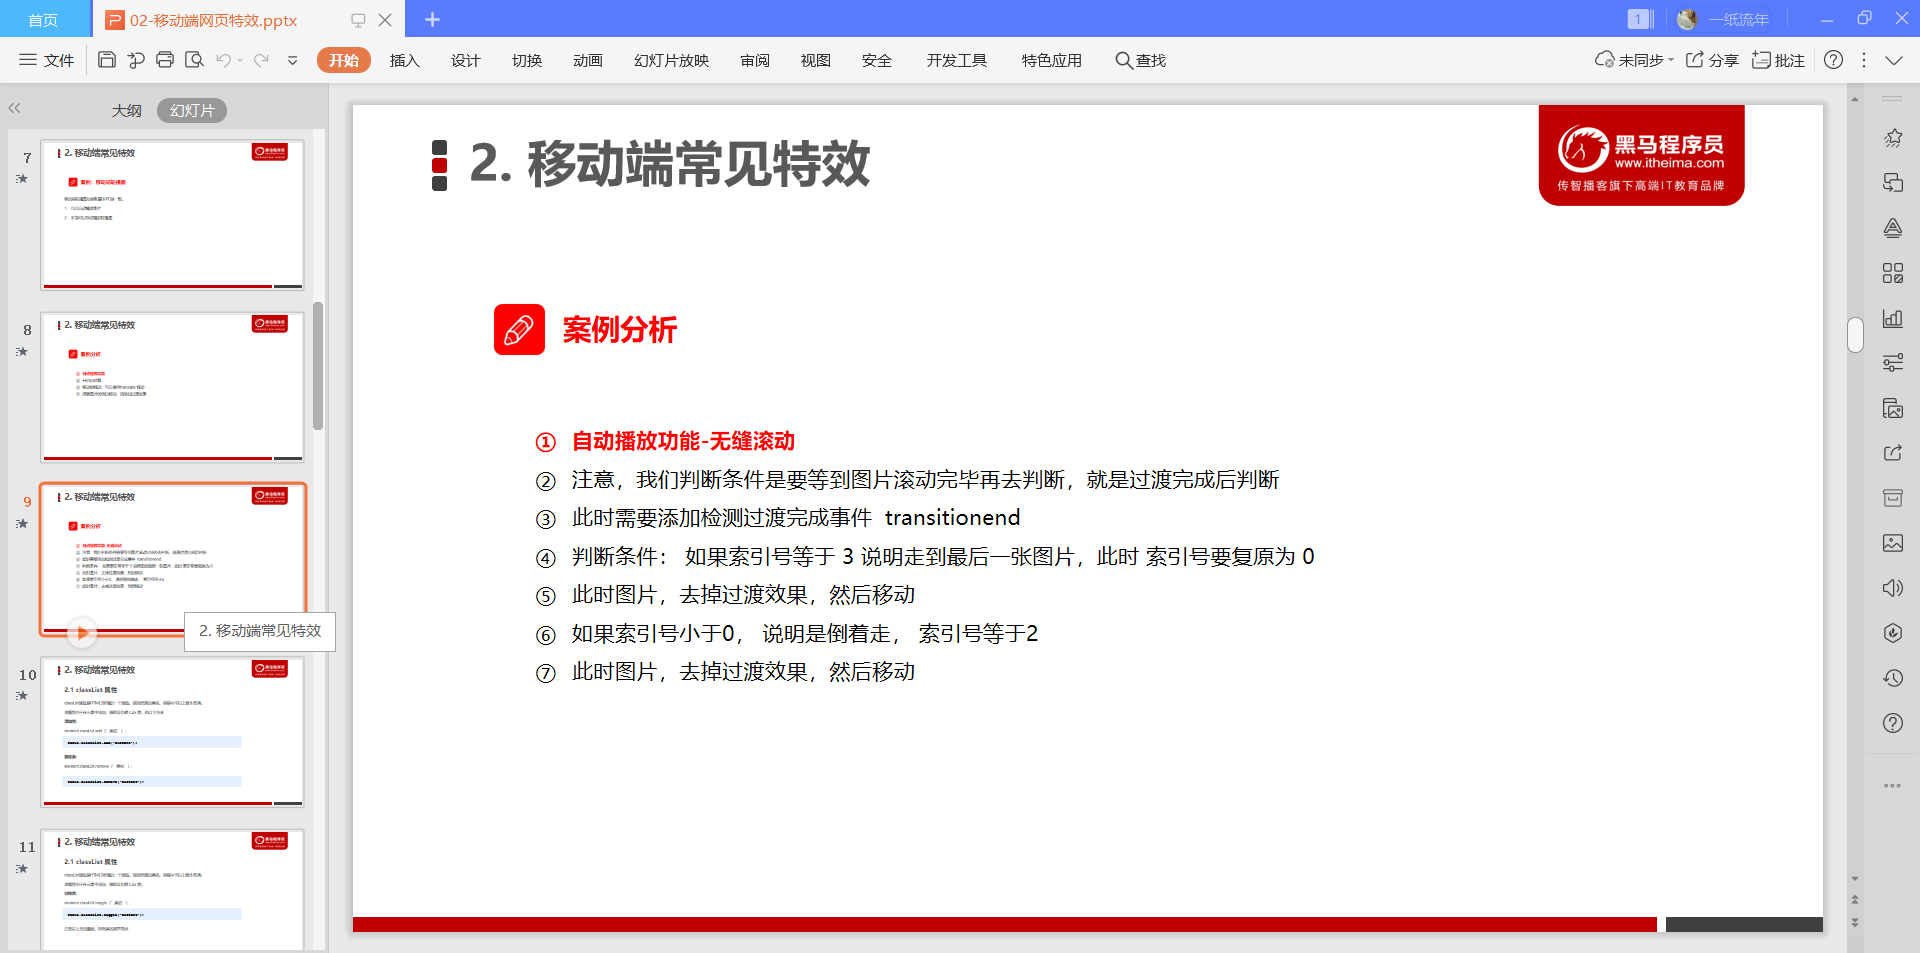 首页
02-移动端网页特效.pptx
1
一纸流年
文件
开始
插入
设计
切换
动画
幻灯片放映
审阅
视图
安全
开发工具
特色应用
查找
未同步
分享
批注
大纲
幻灯片
7
2. 移动端常见特效
8
2. 移动端常见特效
案例分析
9
2. 移动端常见特效
案例分析
2. 移动端常见特效
10
2. 移动端常见特效
2.1 classList 属性
11
2. 移动端常见特效
2.1 classList 属性
2. 移动端常见特效
黑马程序员
www.itheima.com
传智播客旗下高端IT教育品牌
案例分析
① 自动播放功能-无缝滚动
② 注意，我们判断条件是要等到图片滚动完毕再去判断，就是过渡完成后判断
③ 此时需要添加检测过渡完成事件 transitionend
④ 判断条件： 如果索引号等于 3 说明走到最后一张图片，此时 索引号要复原为 0
⑤ 此时图片，去掉过渡效果，然后移动
⑥ 如果索引号小于0， 说明是倒着走， 索引号等于2
⑦ 此时图片，去掉过渡效果，然后移动